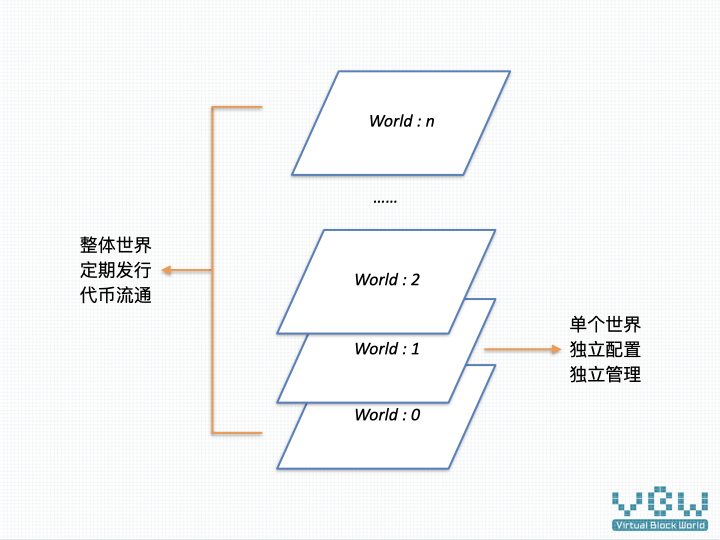 World : n
……
整体世界
定期发行
代币流通
World : 2
World : 1
World : 0
单个世界
独立配置
独立管理
VBW
Virtual Block World